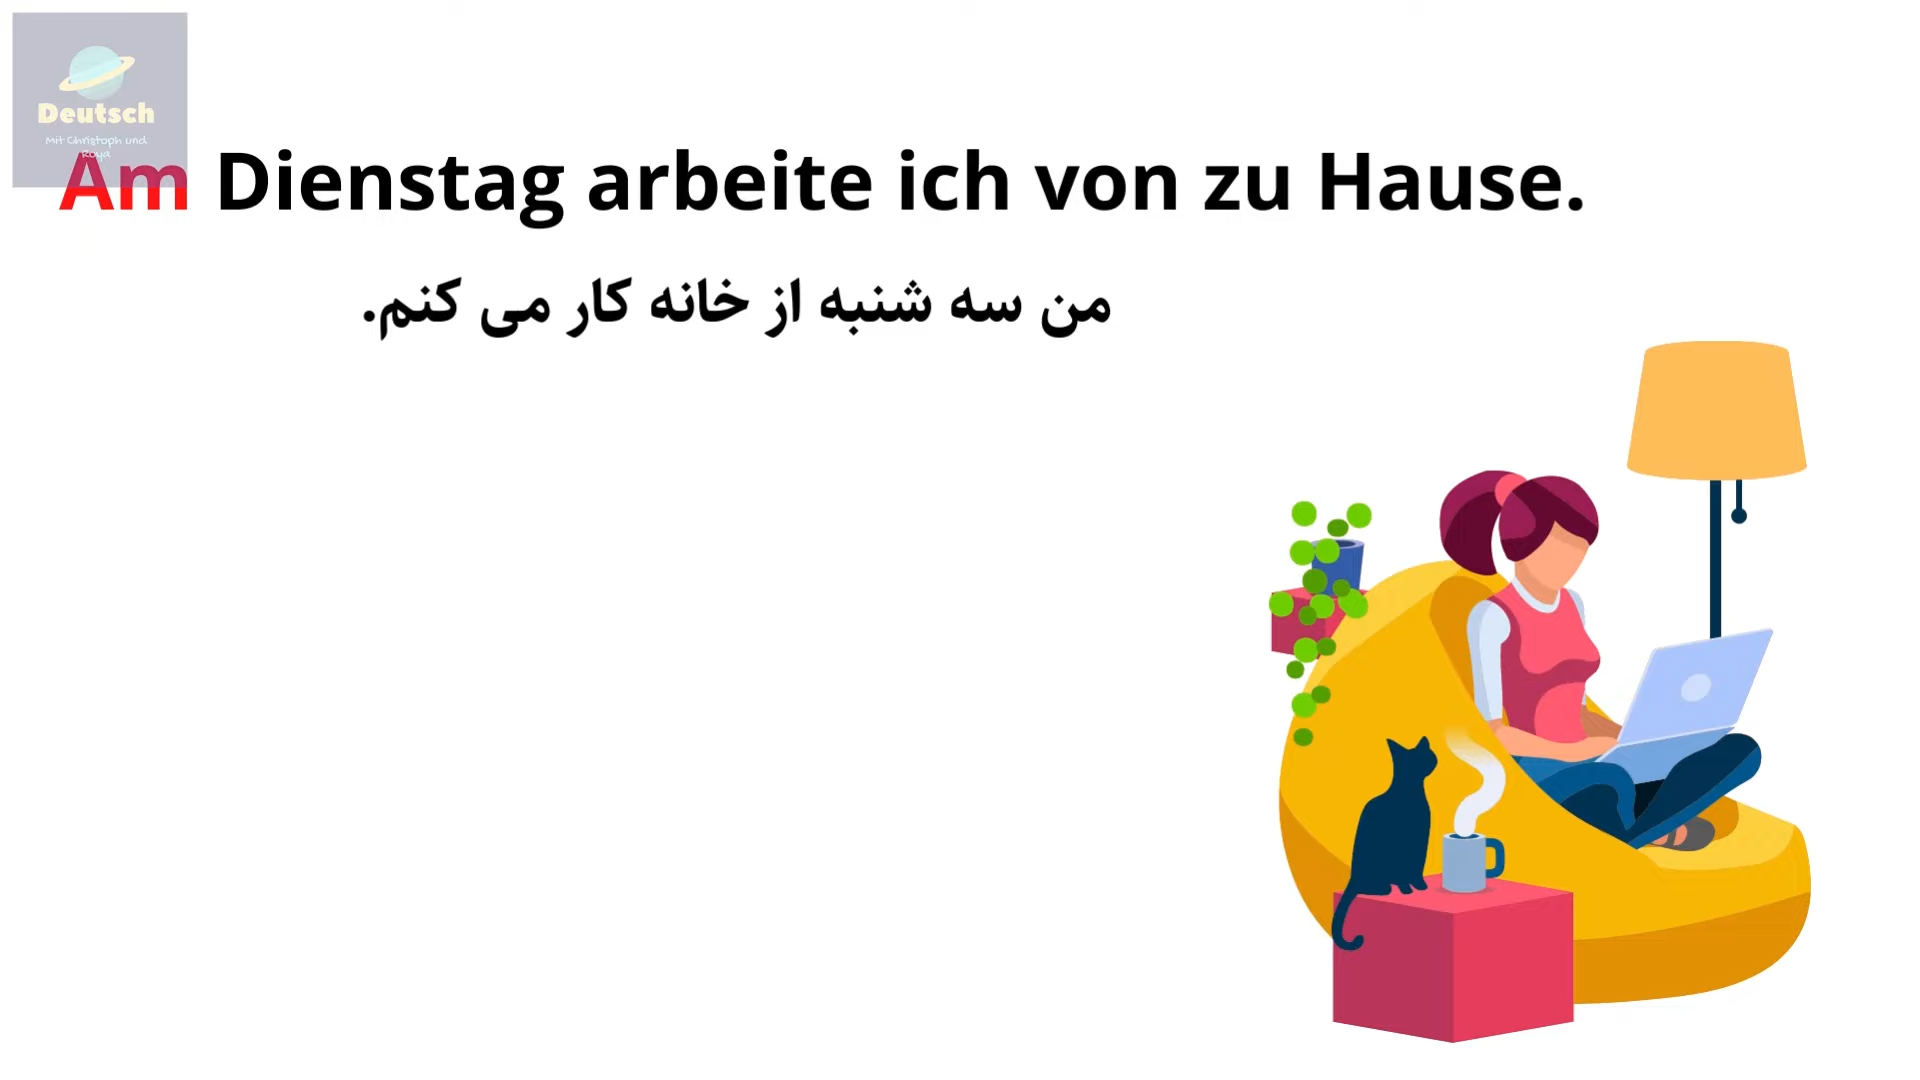 Deutsch
Mit Christoph und
Roya
Am Dienstag arbeite ich von zu Hause.
من سه شنبه از خانه کار می کنم.